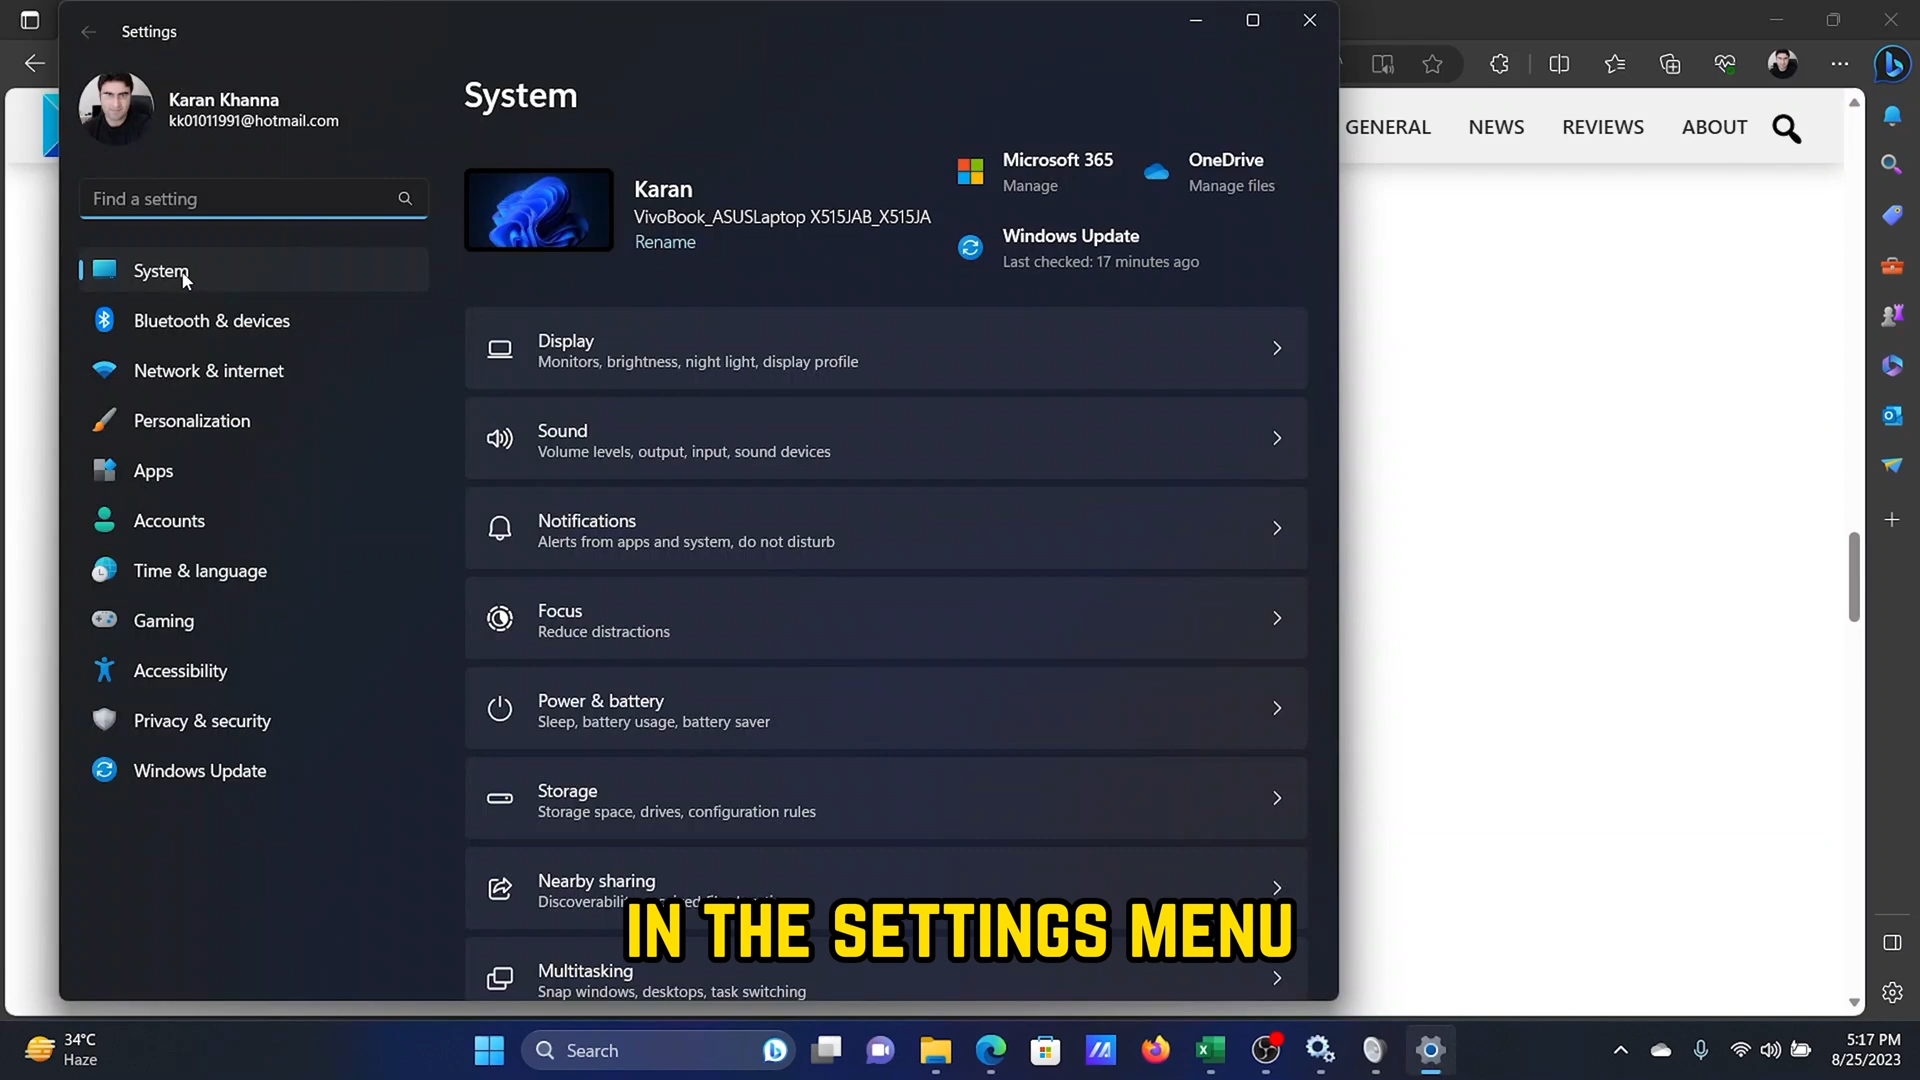 Settings
Karan Khanna
kk01011991@hotmail.com
Find a setting
System
Bluetooth & devices
Network & internet
Personalization
Apps
Accounts
Time & language
Gaming
Accessibility
Privacy & security
Windows Update
System
Karan
VivoBook_ASUSLaptop X515JAB_X515JA
Rename
Microsoft 365
Manage
OneDrive
Manage files
Windows Update
Last checked: 17 minutes ago
Display
Monitors, brightness, night light, display profile
Sound
Volume levels, output, input, sound devices
Notifications
Alerts from apps and system, do not disturb
Focus
Reduce distractions
Power & battery
Sleep, battery usage, battery saver
Storage
Storage space, drives, configuration rules
Nearby sharing
IN THE SETTINGS MENU
Multitasking
Snap windows, desktops, task switching
GENERAL NEWS REVIEWS ABOUT
34°C
Haze
Search
5:17 PM
8/25/2023